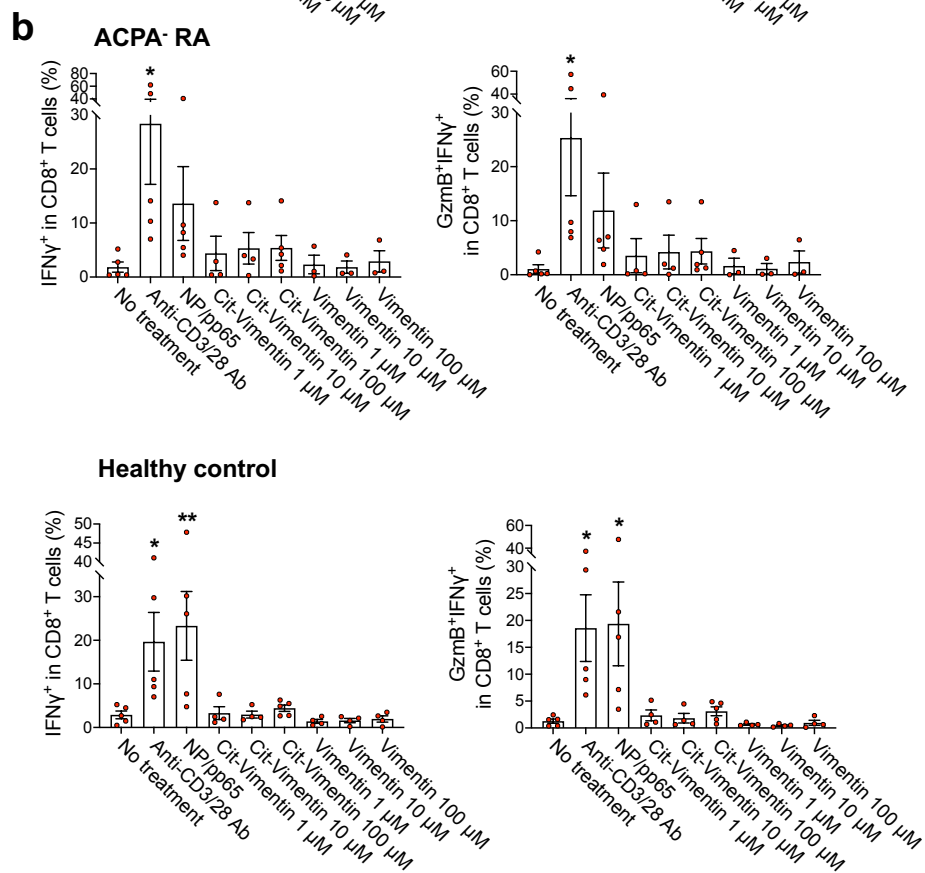 µM µM µM
µM µM
b
ACPA⁻ RA
IFNγ⁺ in CD8⁺ T cells (%)
80
60
40
30
20
10
0
*
No treatment
Anti-CD3/28 Ab
NP/pp65
Cit-Vimentin 1 µM
Cit-Vimentin 10 µM
Cit-Vimentin 100 µM
Vimentin 1 µM
Vimentin 10 µM
Vimentin 100 µM
GzmB⁺IFNγ⁺
in CD8⁺ T cells (%)
60
40
30
20
10
0
*
No treatment
Anti-CD3/28 Ab
NP/pp65
Cit-Vimentin 1 µM
Cit-Vimentin 10 µM
Cit-Vimentin 100 µM
Vimentin 1 µM
Vimentin 10 µM
Vimentin 100 µM
Healthy control
IFNγ⁺ in CD8⁺ T cells (%)
50
45
40
30
20
10
0
*
**
No treatment
Anti-CD3/28 Ab
NP/pp65
Cit-Vimentin 1 µM
Cit-Vimentin 10 µM
Cit-Vimentin 100 µM
Vimentin 1 µM
Vimentin 10 µM
Vimentin 100 µM
GzmB⁺IFNγ⁺
in CD8⁺ T cells (%)
60
40
30
25
20
15
10
5
0
*
*
No treatment
Anti-CD3/28 Ab
NP/pp65
Cit-Vimentin 1 µM
Cit-Vimentin 10 µM
Cit-Vimentin 100 µM
Vimentin 1 µM
Vimentin 10 µM
Vimentin 100 µM